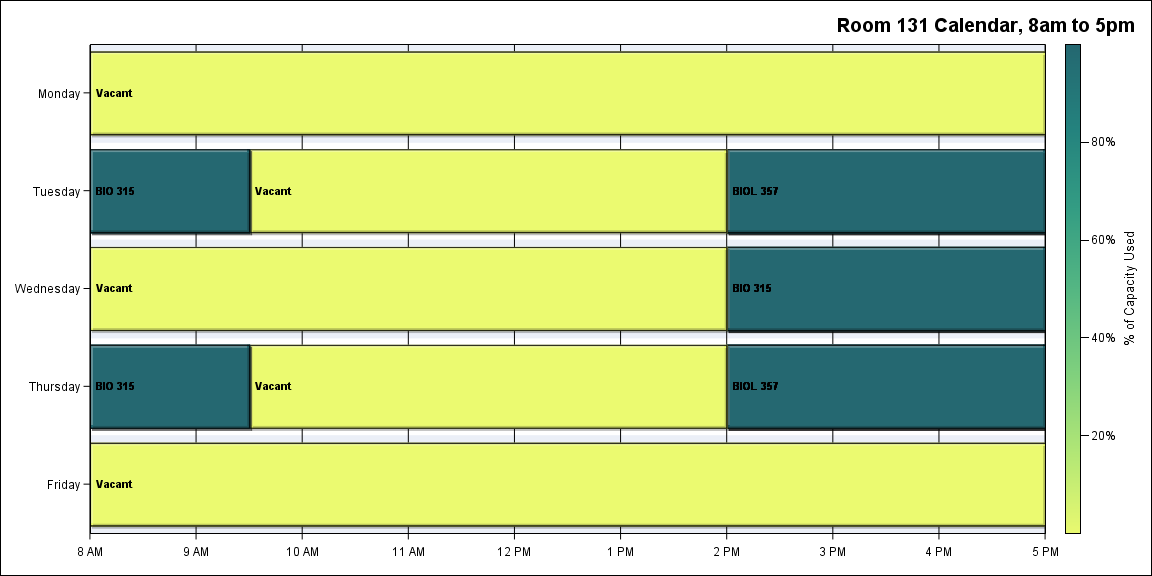 Room 131 Calendar, 8am to 5pm
Monday
Vacant
Tuesday
BIO 315
Vacant
BIOL 357
Wednesday
Vacant
BIO 315
Thursday
BIO 315
Vacant
BIOL 357
Friday
Vacant
8 AM 9 AM 10 AM 11 AM 12 PM 1 PM 2 PM 3 PM 4 PM 5 PM
80%
60%
40%
20%
% of Capacity Used